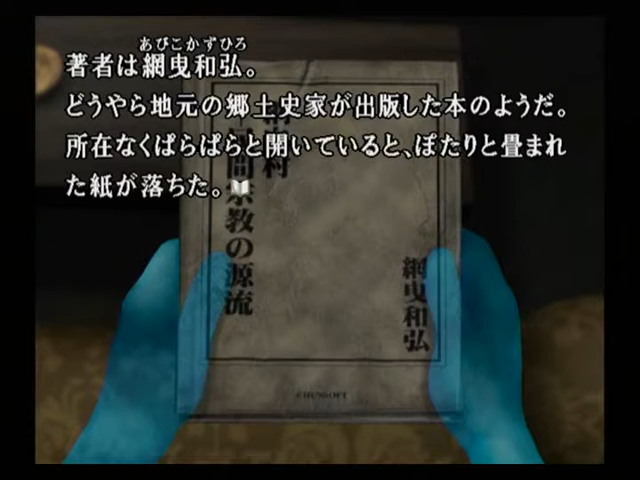 あびこかずひろ
著者は網曳和弘。
どうやら地元の郷土史家が出版した本のようだ。
所在なくぱらぱらと開いていると、ぽたりと畳まれ
た紙が落ちた。
民間宗教の源流
網曳和弘
CHUNSOFT